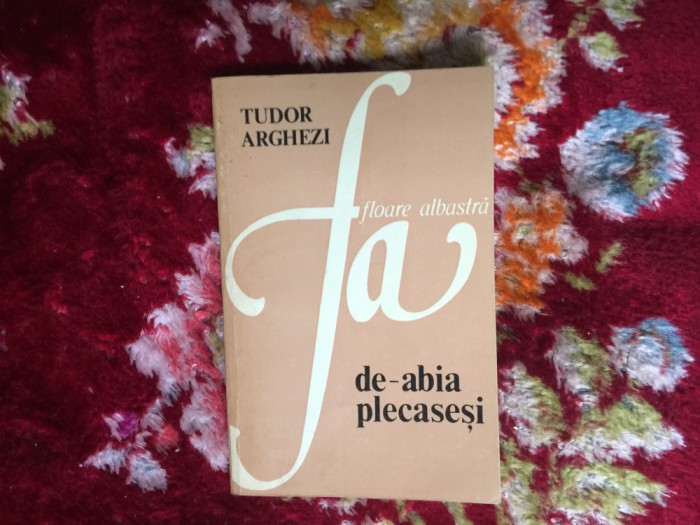 TUDOR
ARGHEZI
floare albastră
fa
de-abia
plecaseși